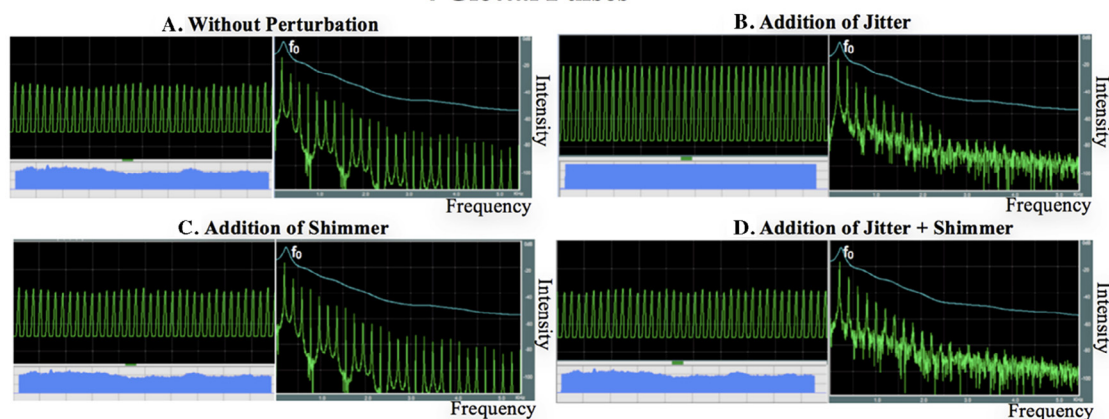 A. Without Perturbation
f0
Intensity
Frequency
B. Addition of Jitter
f0
Intensity
Frequency
C. Addition of Shimmer
f0
Intensity
Frequency
D. Addition of Jitter + Shimmer
f0
Intensity
Frequency